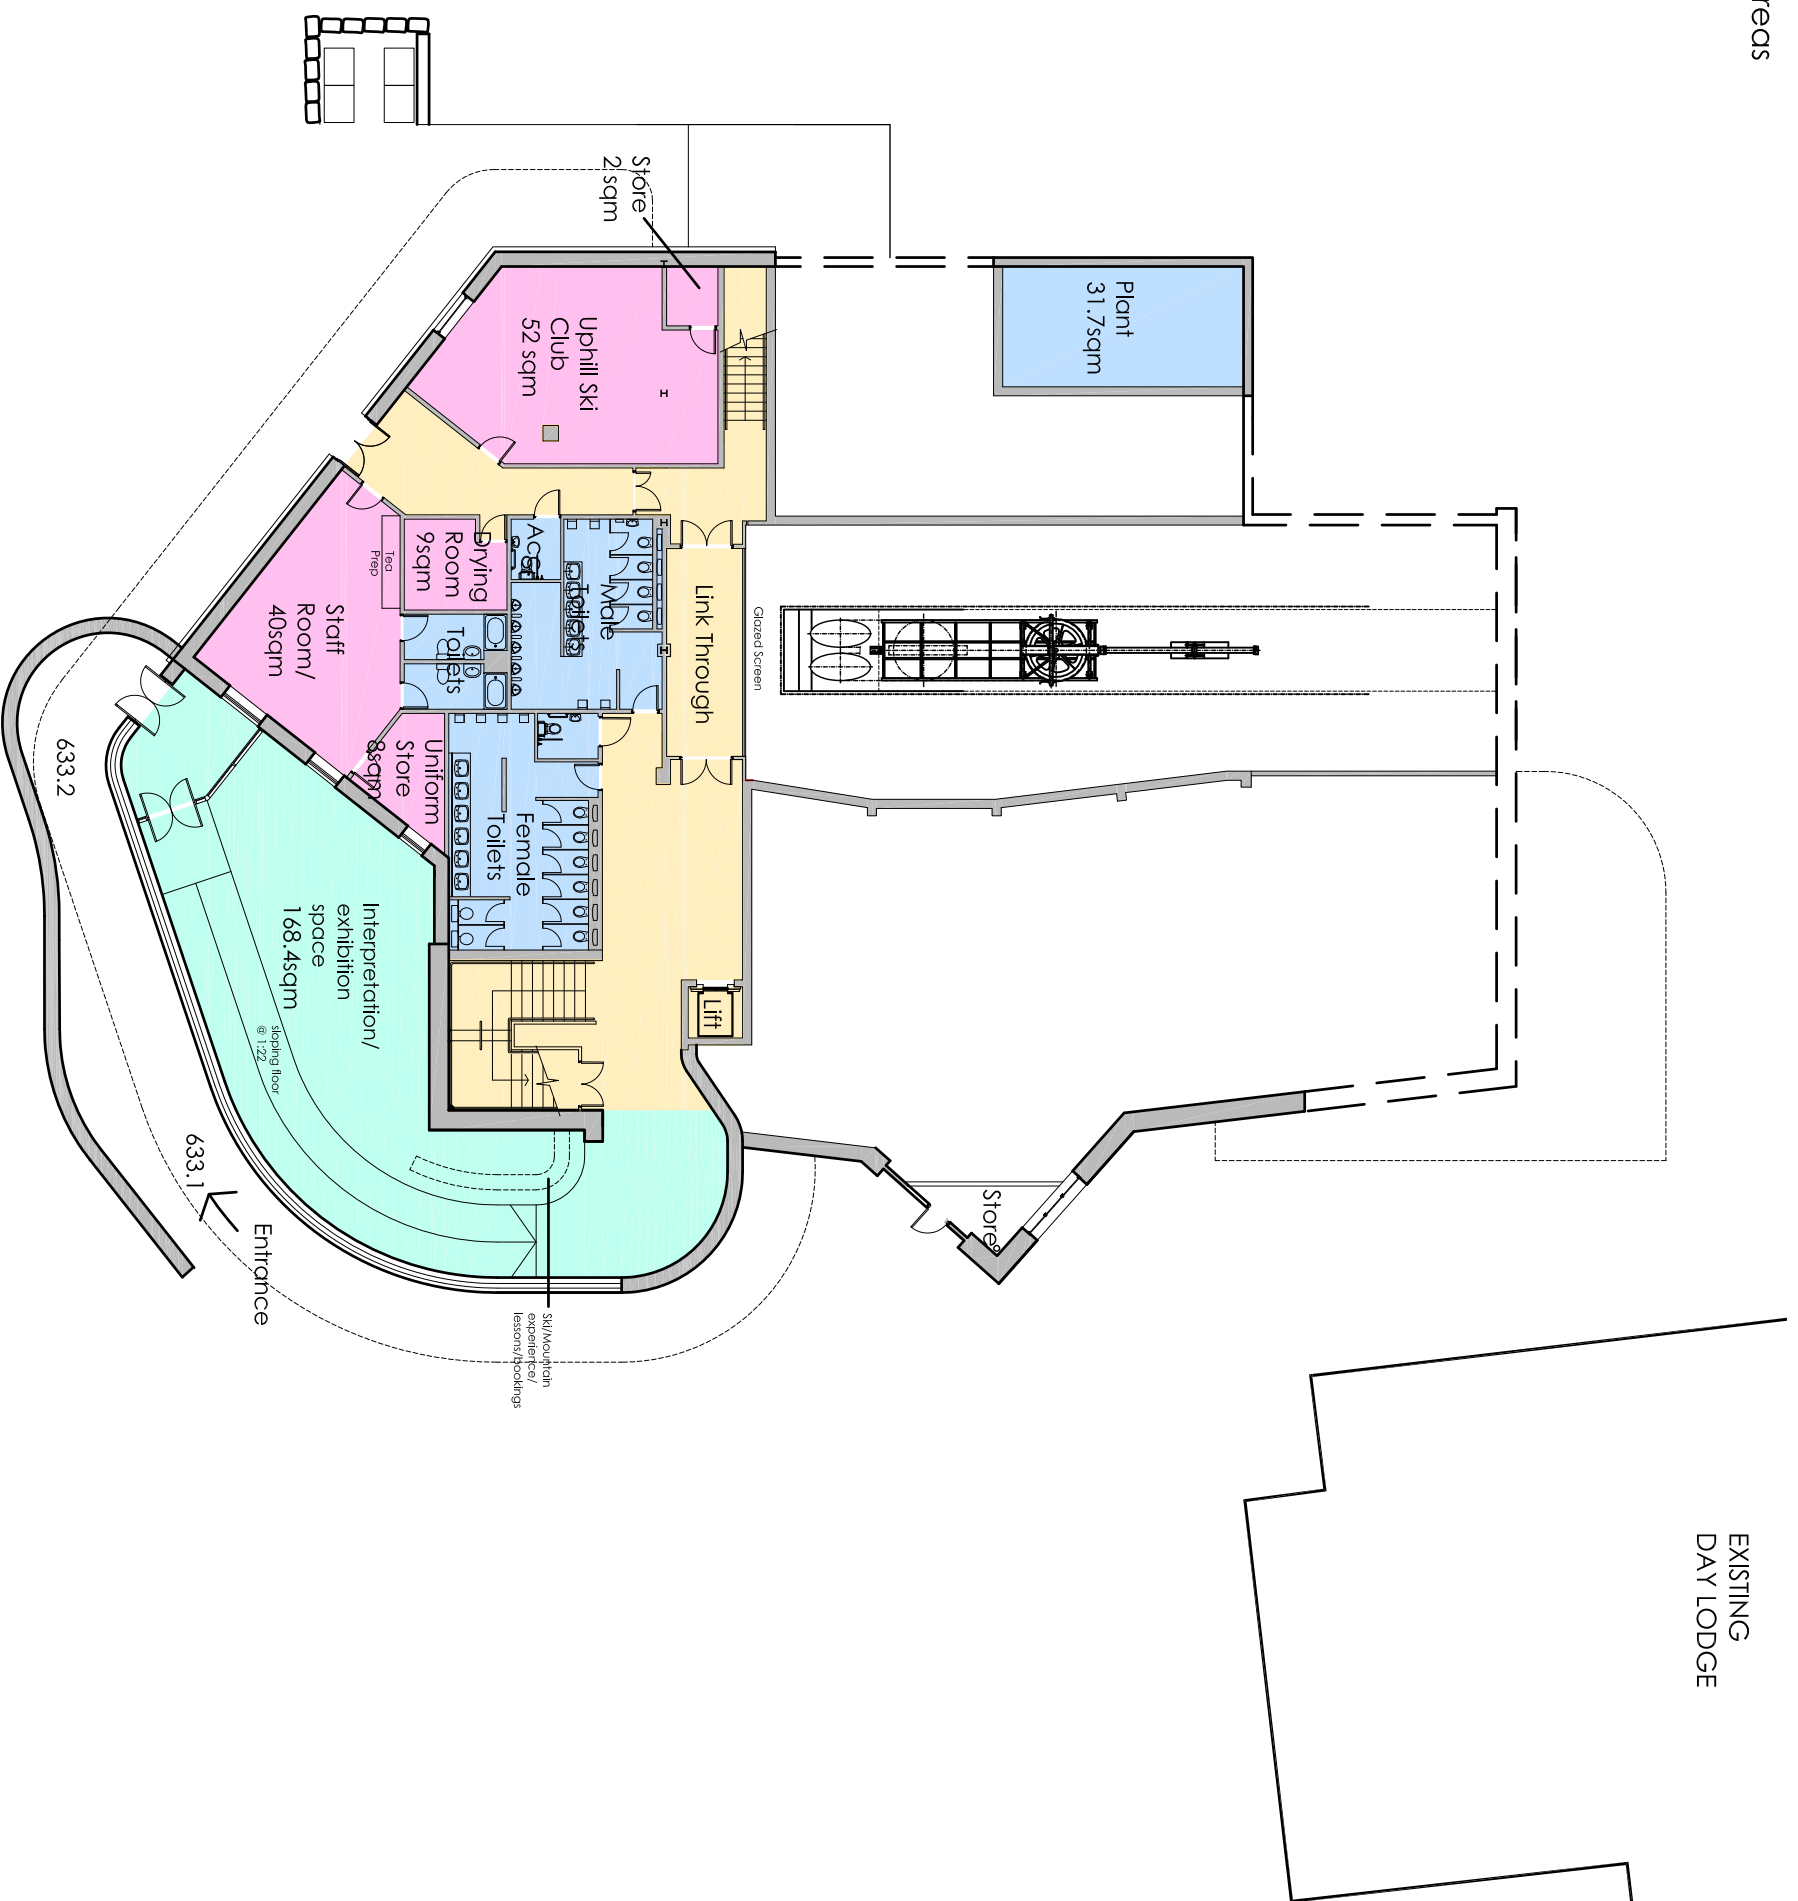 reas
Store
2 sqm
Plant
31.7sqm
Uphill Ski
Club
52 sqm
Drying
Room
9sqm
Tea
Prep
Male
Toilets
Link Through
Glazed Screen
Staff
Room/
40sqm
Toilets
Uniform
Store
8sqm
Female
Toilets
633.2
Interpretation/
exhibition
space
168.4sqm
sloping floor
@ 1:22
Lift
633.1
Entrance
Store
Ski/Mountain
experience/
lessons/bookings
EXISTING
DAY LODGE